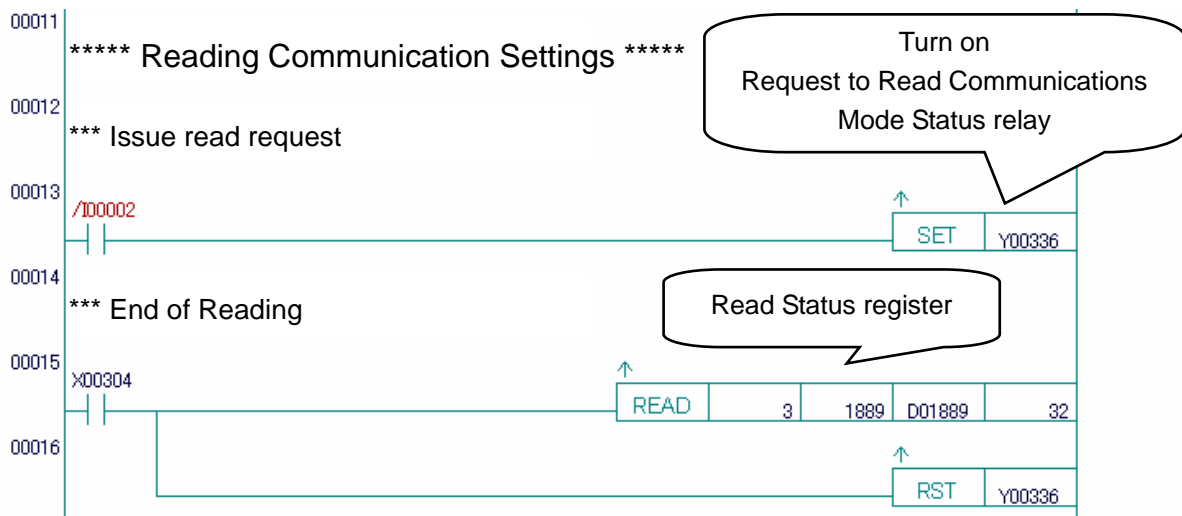 00011
***** Reading Communication Settings *****
Turn on
Request to Read Communications
Mode Status relay
00012
*** Issue read request
00013
/I00002
SET Y00336
00014
*** End of Reading
Read Status register
00015
X00304
READ 3 1889 D01889 32
00016
RST Y00336